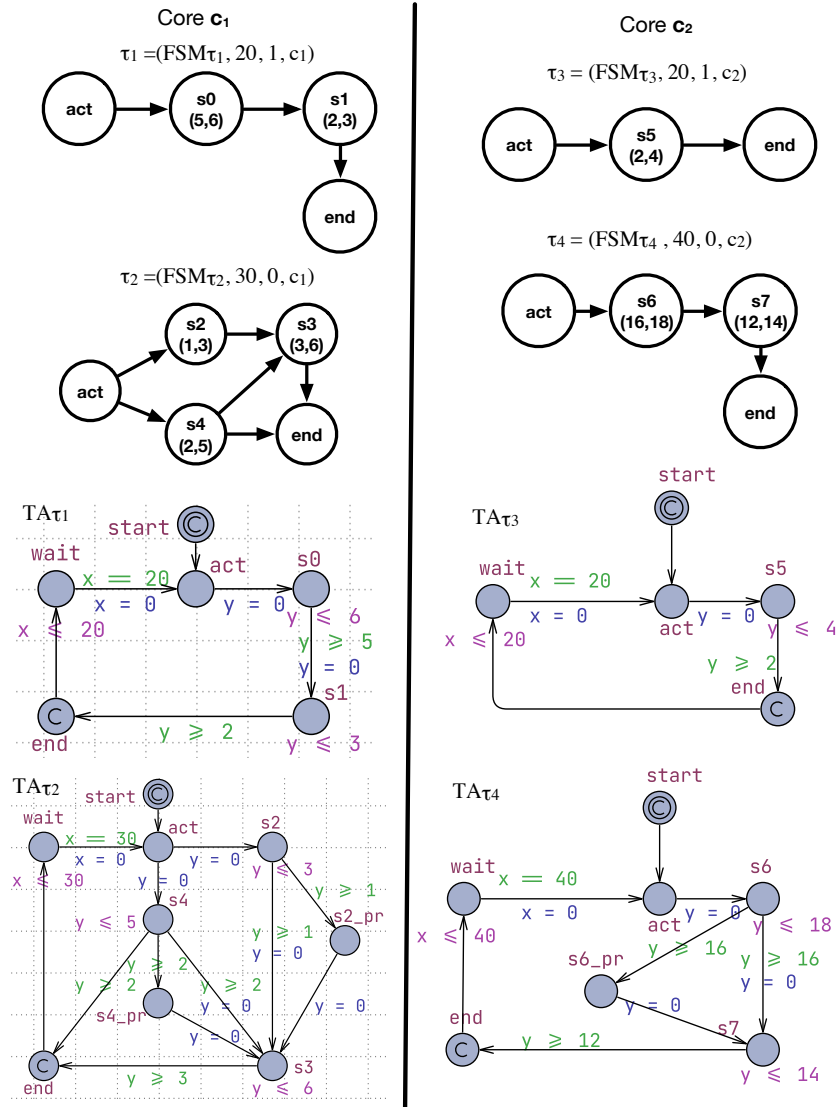 Core c₁
τ₁ =(FSMτ₁, 20, 1, c₁)
act
s0
(5,6)
s1
(2,3)
end
τ₂ =(FSMτ₂, 30, 0, c₁)
s2
(1,3)
s3
(3,6)
act
s4
(2,5)
end
TAτ₁
start
wait
x == 20
x = 0
act
y = 0
s0
y ⩽ 6
y ⩾ 5
y = 0
x ⩽ 20
s1
y ⩽ 3
y ⩾ 2
C
C
end
TAτ₂
start
C
wait
x == 30
x = 0
act
y = 0
s2
y ⩽ 3
x ⩽ 30
y = 0
s4
y ⩽ 5
y ⩾ 1
s2_pr
y ⩾ 1
y = 0
y ⩾ 2
y ⩾ 2
y ⩾ 2
y = 0
y = 0
s4_pr
y = 0
s3
y ⩽ 6
y ⩾ 3
C
end
Core c₂
τ₃ = (FSMτ₃, 20, 1, c₂)
act
s5
(2,4)
end
τ₄ = (FSMτ₄ , 40, 0, c₂)
act
s6
(16,18)
s7
(12,14)
end
TAτ₃
start
C
wait
x == 20
x = 0
act
y = 0
s5
y ⩽ 4
x ⩽ 20
y ⩾ 2
end
C
TAτ₄
start
C
wait
x == 40
x = 0
act
y = 0
s6
y ⩽ 18
x ⩽ 40
y ⩾ 16
y ⩾ 16
y = 0
s6_pr
y = 0
s7
y ⩽ 14
y ⩾ 12
end
C